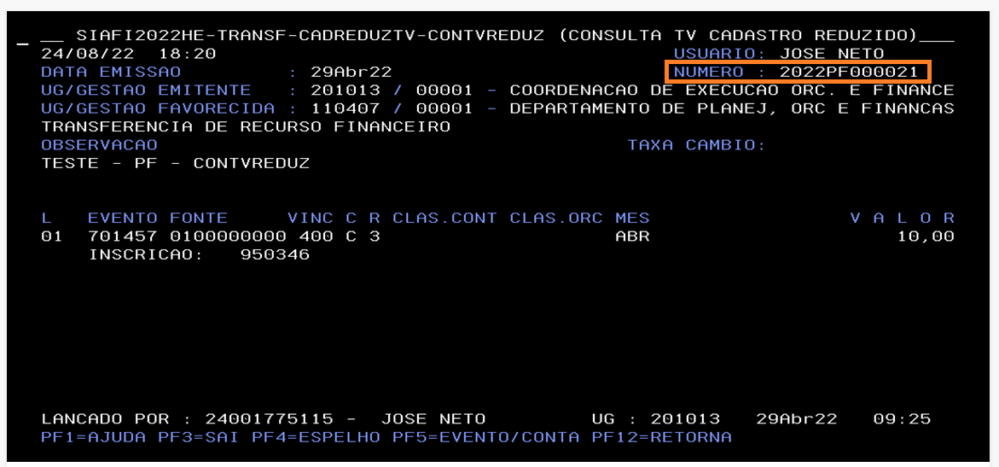 __ SIAFI2022HE-TRANSF-CADREDUZTV-CONTVREDUZ (CONSULTA TV CADASTRO REDUZIDO)___
24/08/22 18:20 USUARIO: JOSE NETO
DATA EMISSAO : 29Abr22 NUMERO : 2022PF000021
UG/GESTAO EMITENTE : 201013 / 00001 - COORDENACAO DE EXECUCAO ORC. E FINANCE
UG/GESTAO FAVORECIDA : 110407 / 00001 - DEPARTAMENTO DE PLANEJ, ORC E FINANCAS
TRANSFERENCIA DE RECURSO FINANCEIRO
OBSERVACAO TAXA CAMBIO:
TESTE - PF - CONTVREDUZ
L EVENTO FONTE VINC C R CLAS.CONT CLAS.ORC MES V A L O R
01 701457 0100000000 400 C 3 ABR 10,00
INSCRICAO: 950346
LANCADO POR : 24001775115 - JOSE NETO UG : 201013 29Abr22 09:25
PF1=AJUDA PF3=SAI PF4=ESPELHO PF5=EVENTO/CONTA PF12=RETORNA